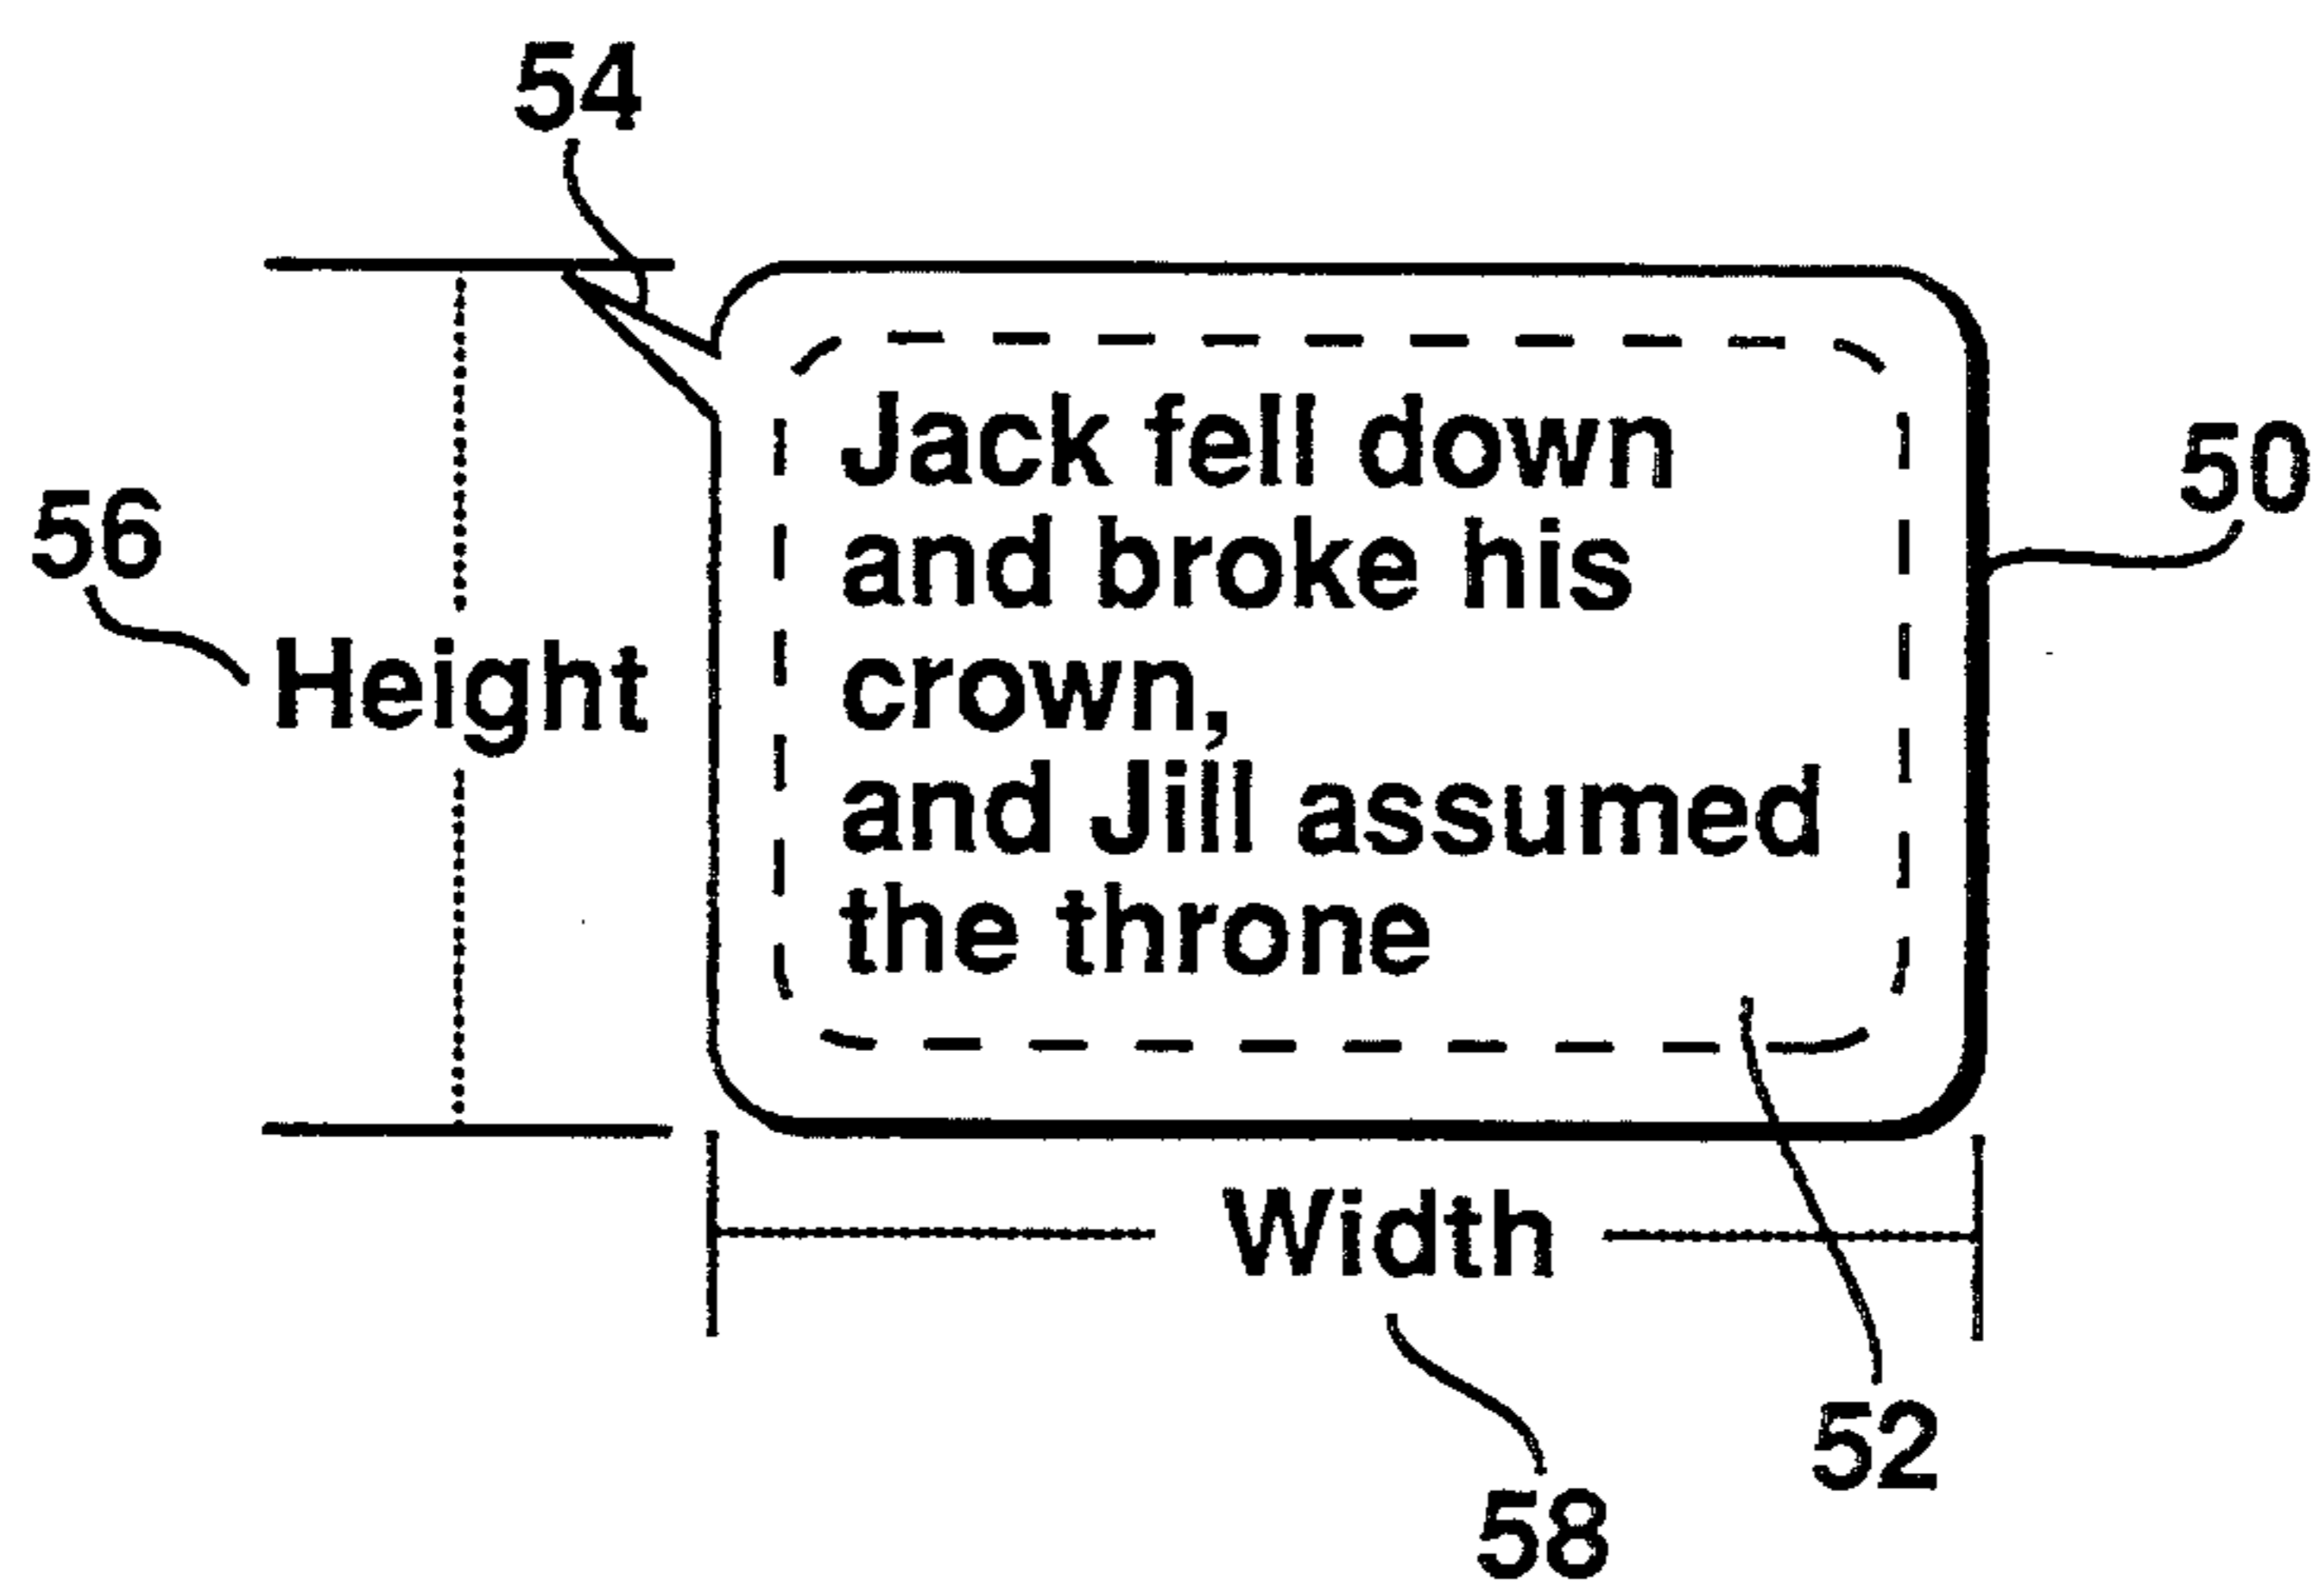 54
Jack fell down
and broke his
crown,
and Jill assumed
the throne
50
56
Height
Width
52
58